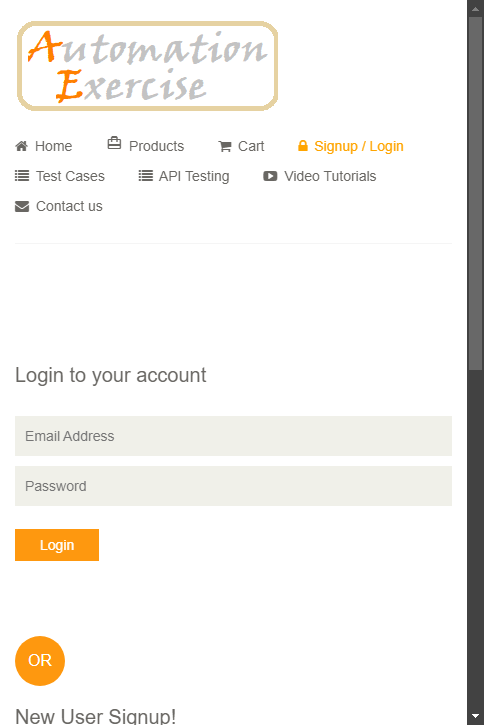 Automation
Exercise
Home Products Cart Signup / Login
Test Cases API Testing Video Tutorials
Contact us
Login to your account
Email Address
Password
Login
OR
New User Signup!